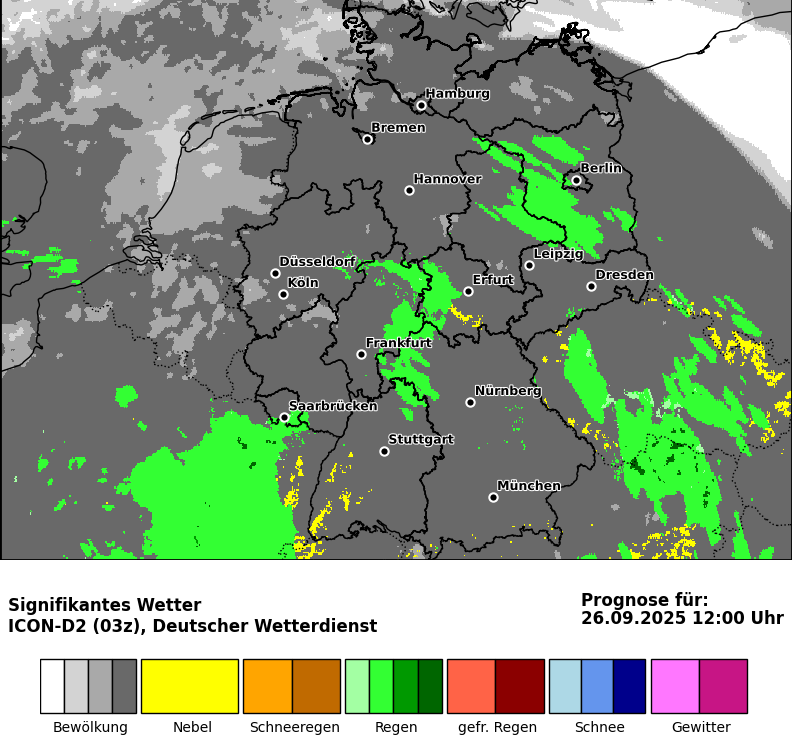 Hamburg
Bremen
Berlin
Hannover
Leipzig
Düsseldorf
Dresden
Köln
Erfurt
Frankfurt
Nürnberg
Saarbrücken
Stuttgart
München
Signifikantes Wetter
ICON-D2 (03z), Deutscher Wetterdienst
Prognose für:
26.09.2025 12:00 Uhr
Bewölkung Nebel Schneeregen Regen gefr. Regen Schnee Gewitter